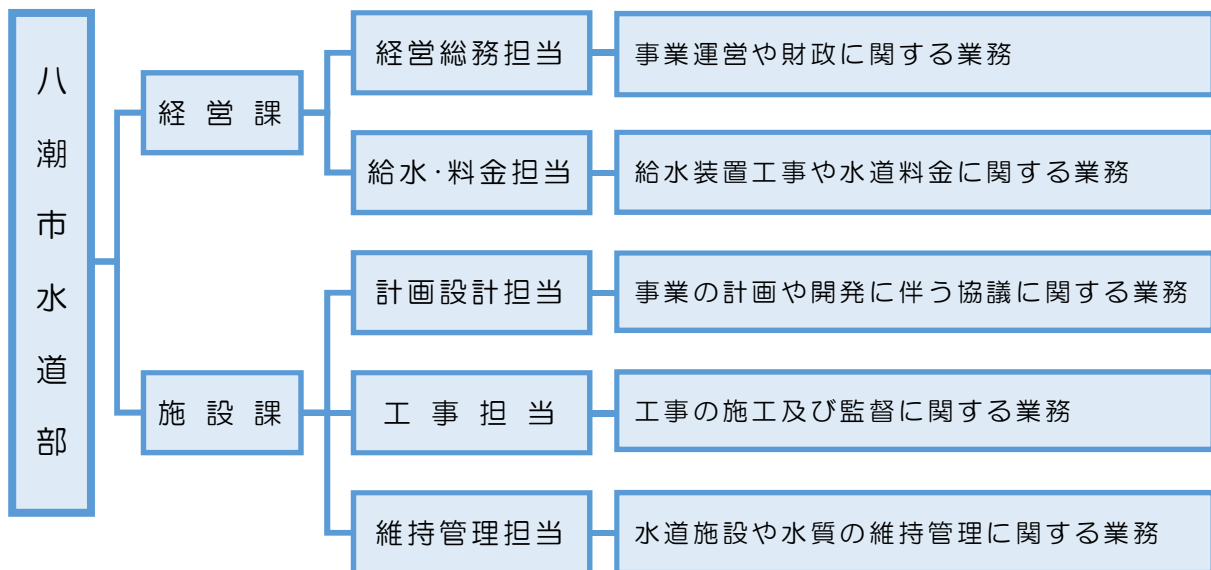 八潮市水道部
経営課
経営総務担当
事業運営や財政に関する業務
給水・料金担当
給水装置工事や水道料金に関する業務
施設課
計画設計担当
事業の計画や開発に伴う協議に関する業務
工事担当
工事の施工及び監督に関する業務
維持管理担当
水道施設や水質の維持管理に関する業務